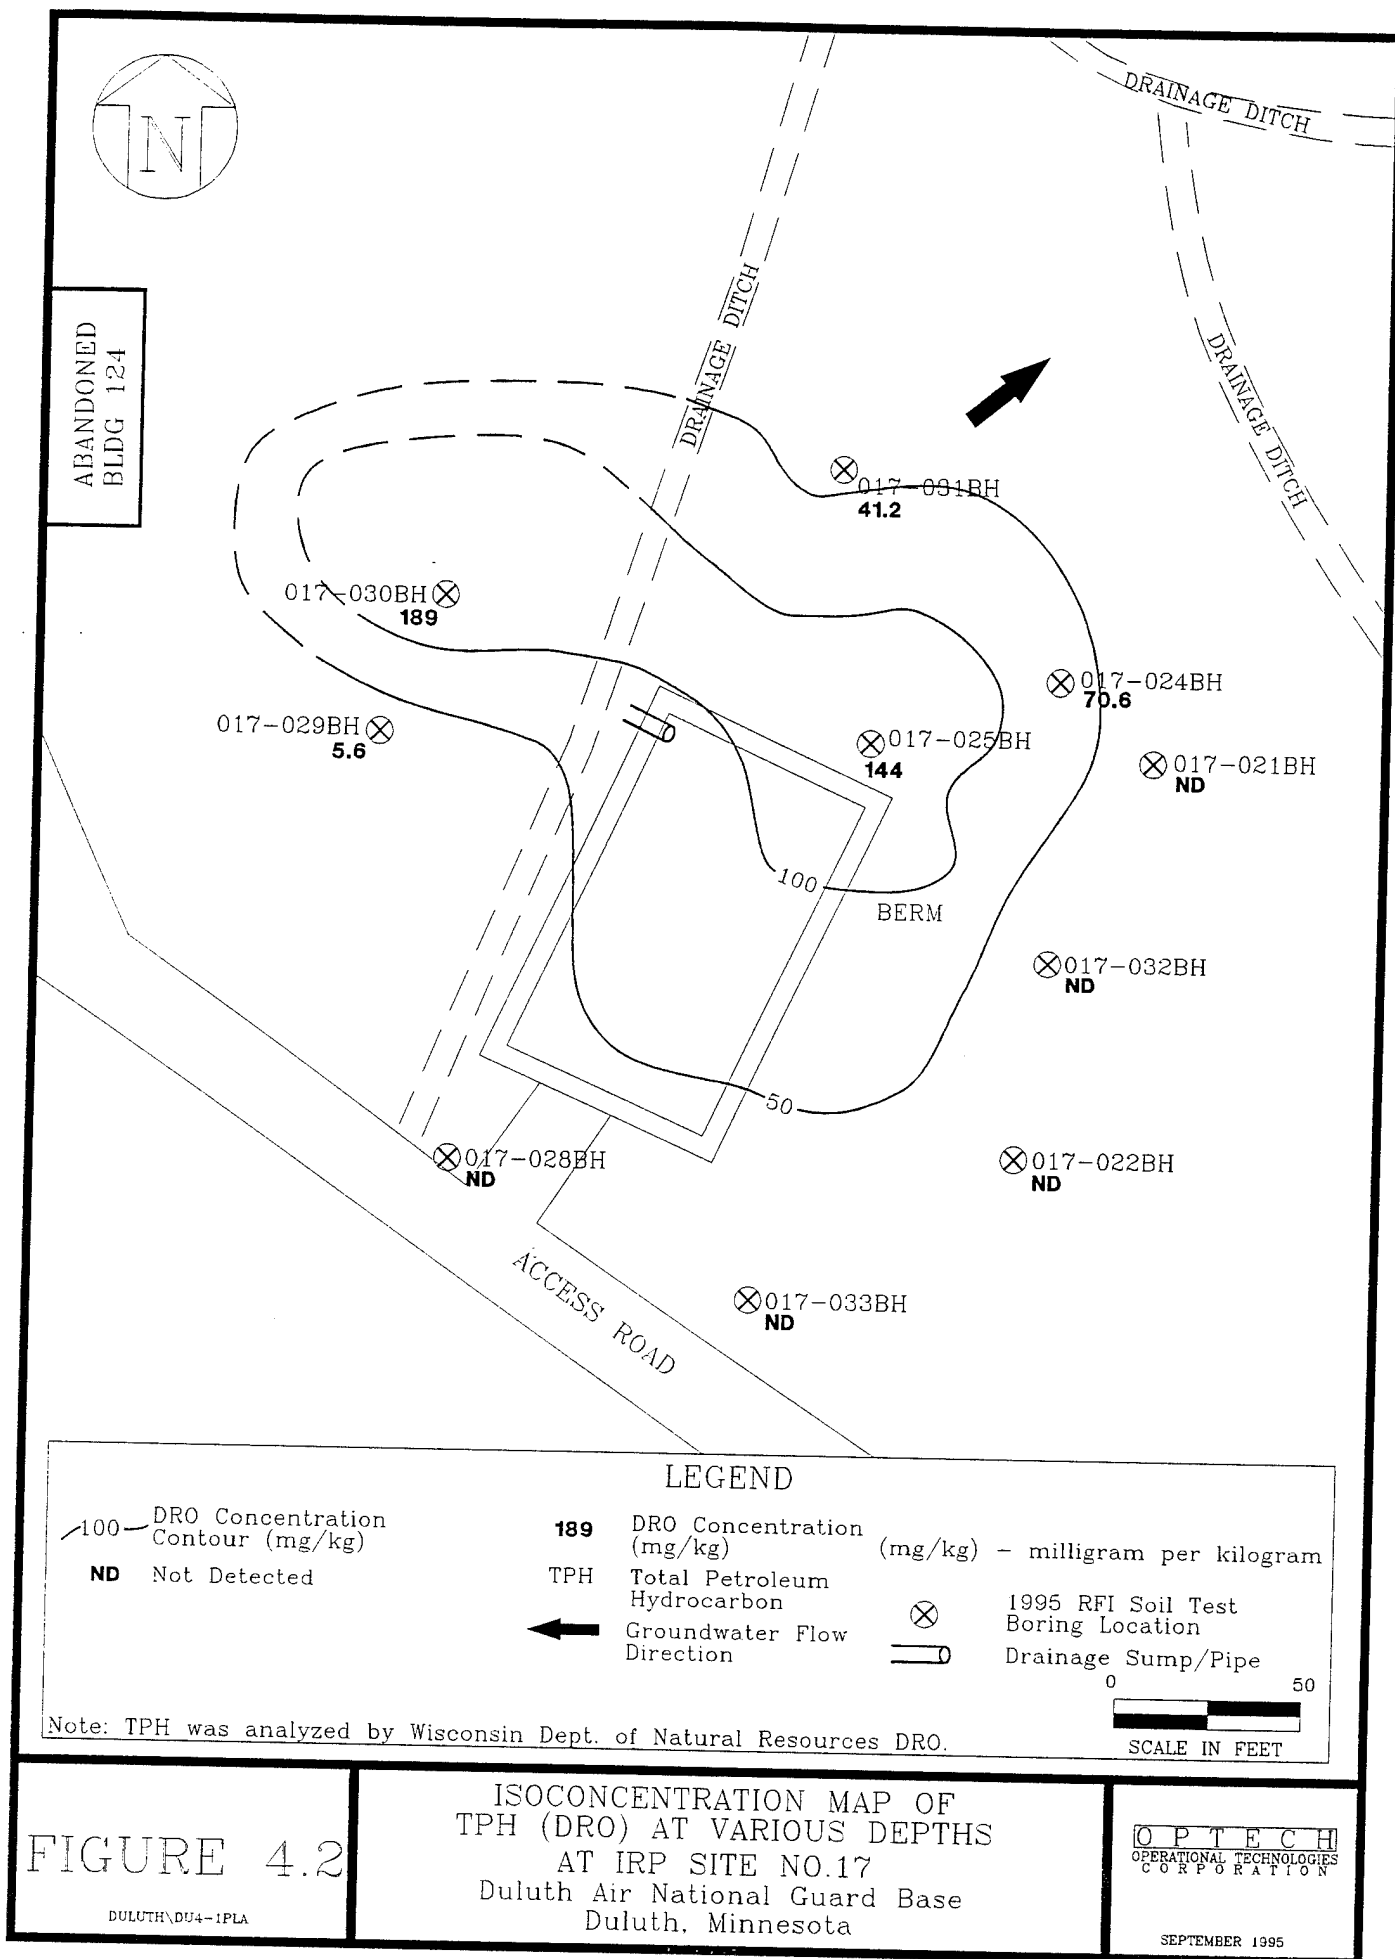 DRAINAGE DITCH
N
DRAINAGE DITCH
DRAINAGE DITCH
ABANDONED
BLDG 124
017-031BH
41.2
017-030BH
189
017-024BH
70.6
017-029BH
5.6
017-025BH
144
017-021BH
ND
100
BERM
017-032BH
ND
50
017-028BH
ND
017-022BH
ND
ACCESS ROAD
017-033BH
ND
LEGEND
100 DRO Concentration
Contour (mg/kg)
ND Not Detected
189 DRO Concentration
(mg/kg)
TPH Total Petroleum
Hydrocarbon
Groundwater Flow
Direction
(mg/kg) - milligram per kilogram
1995 RFI Soil Test
Boring Location
Drainage Sump/Pipe
0 50
SCALE IN FEET
Note: TPH was analyzed by Wisconsin Dept. of Natural Resources DRO.
FIGURE 4.2
DULUTH\DU4-1PLA
ISOCONCENTRATION MAP OF
TPH (DRO) AT VARIOUS DEPTHS
AT IRP SITE NO.17
Duluth Air National Guard Base
Duluth, Minnesota
OPTECH
OPERATIONAL TECHNOLOGIES
CORPORATION
SEPTEMBER 1995